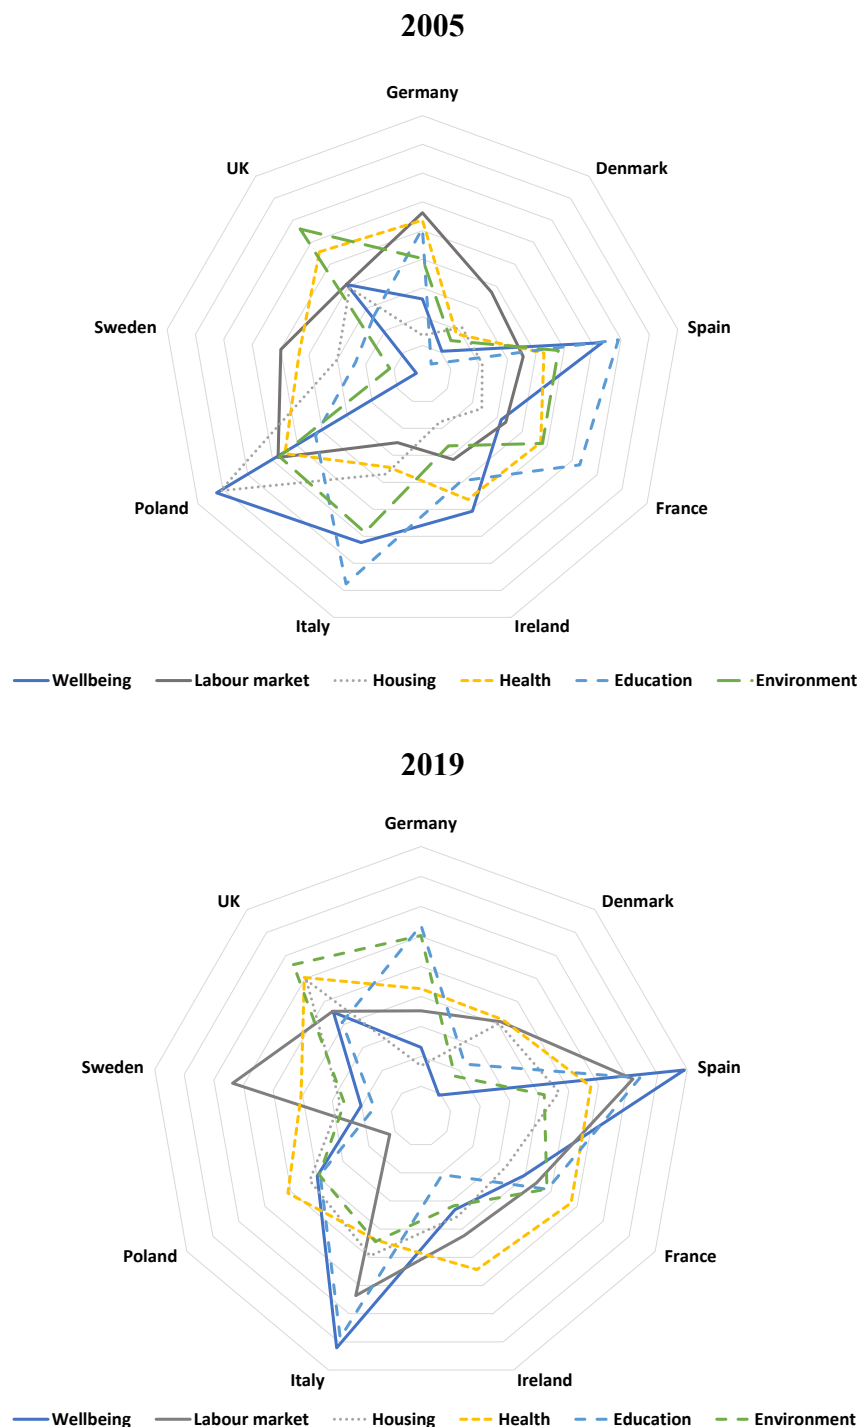 2005
Germany
UK
Denmark
Sweden
Spain
Poland
France
Italy
Ireland
Wellbeing Labour market Housing Health Education Environment
2019
Germany
UK
Denmark
Sweden
Spain
Poland
France
Italy
Ireland
Wellbeing Labour market Housing Health Education Environment